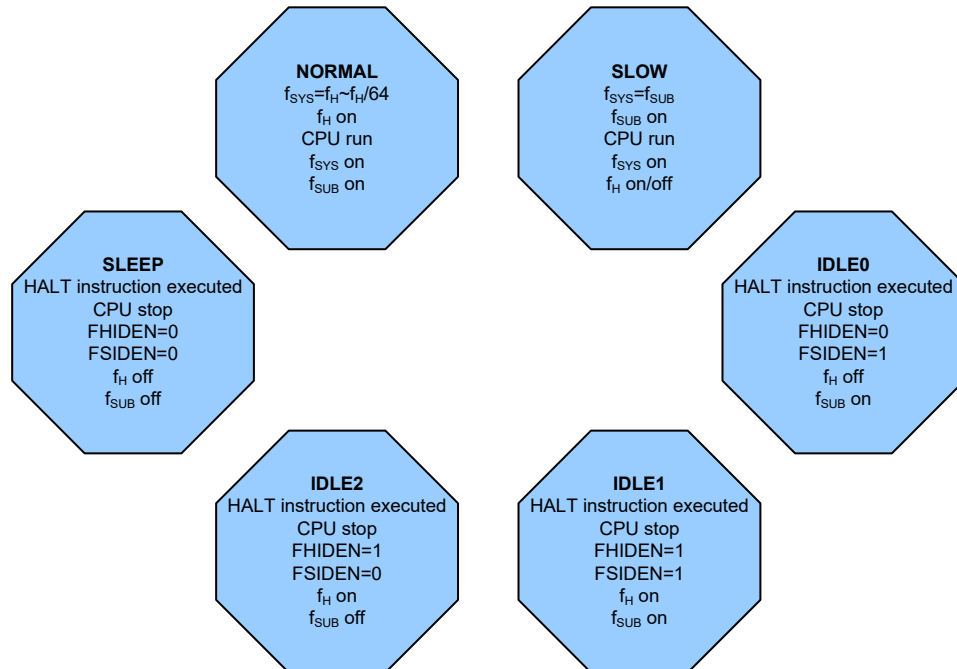 NORMAL
fSYS=fH~fH/64
fH on
CPU run
fSYS on
fSUB on
SLOW
fSYS=fSUB
fSUB on
CPU run
fSYS on
fH on/off
SLEEP
HALT instruction executed
CPU stop
FHIDEN=0
FSIDEN=0
fH off
fSUB off
IDLE0
HALT instruction executed
CPU stop
FHIDEN=0
FSIDEN=1
fH off
fSUB on
IDLE2
HALT instruction executed
CPU stop
FHIDEN=1
FSIDEN=0
fH on
fSUB off
IDLE1
HALT instruction executed
CPU stop
FHIDEN=1
FSIDEN=1
fH on
fSUB on